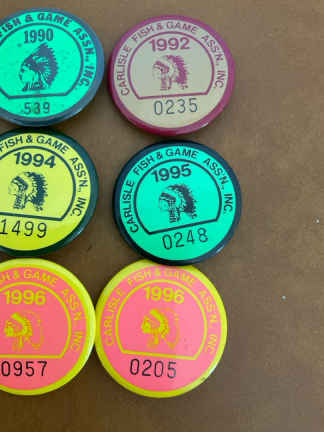 FISH & GAME ASS'N., INC.
1990
539
CARLISLE FISH & GAME ASS'N., INC.
1992
0235
FISH & GAME ASS'N., INC.
1994
1499
CARLISLE FISH & GAME ASS'N., INC.
1995
0248
FISH & GAME ASS'N., INC.
1996
0957
CARLISLE FISH & GAME ASS'N., INC.
1996
0205